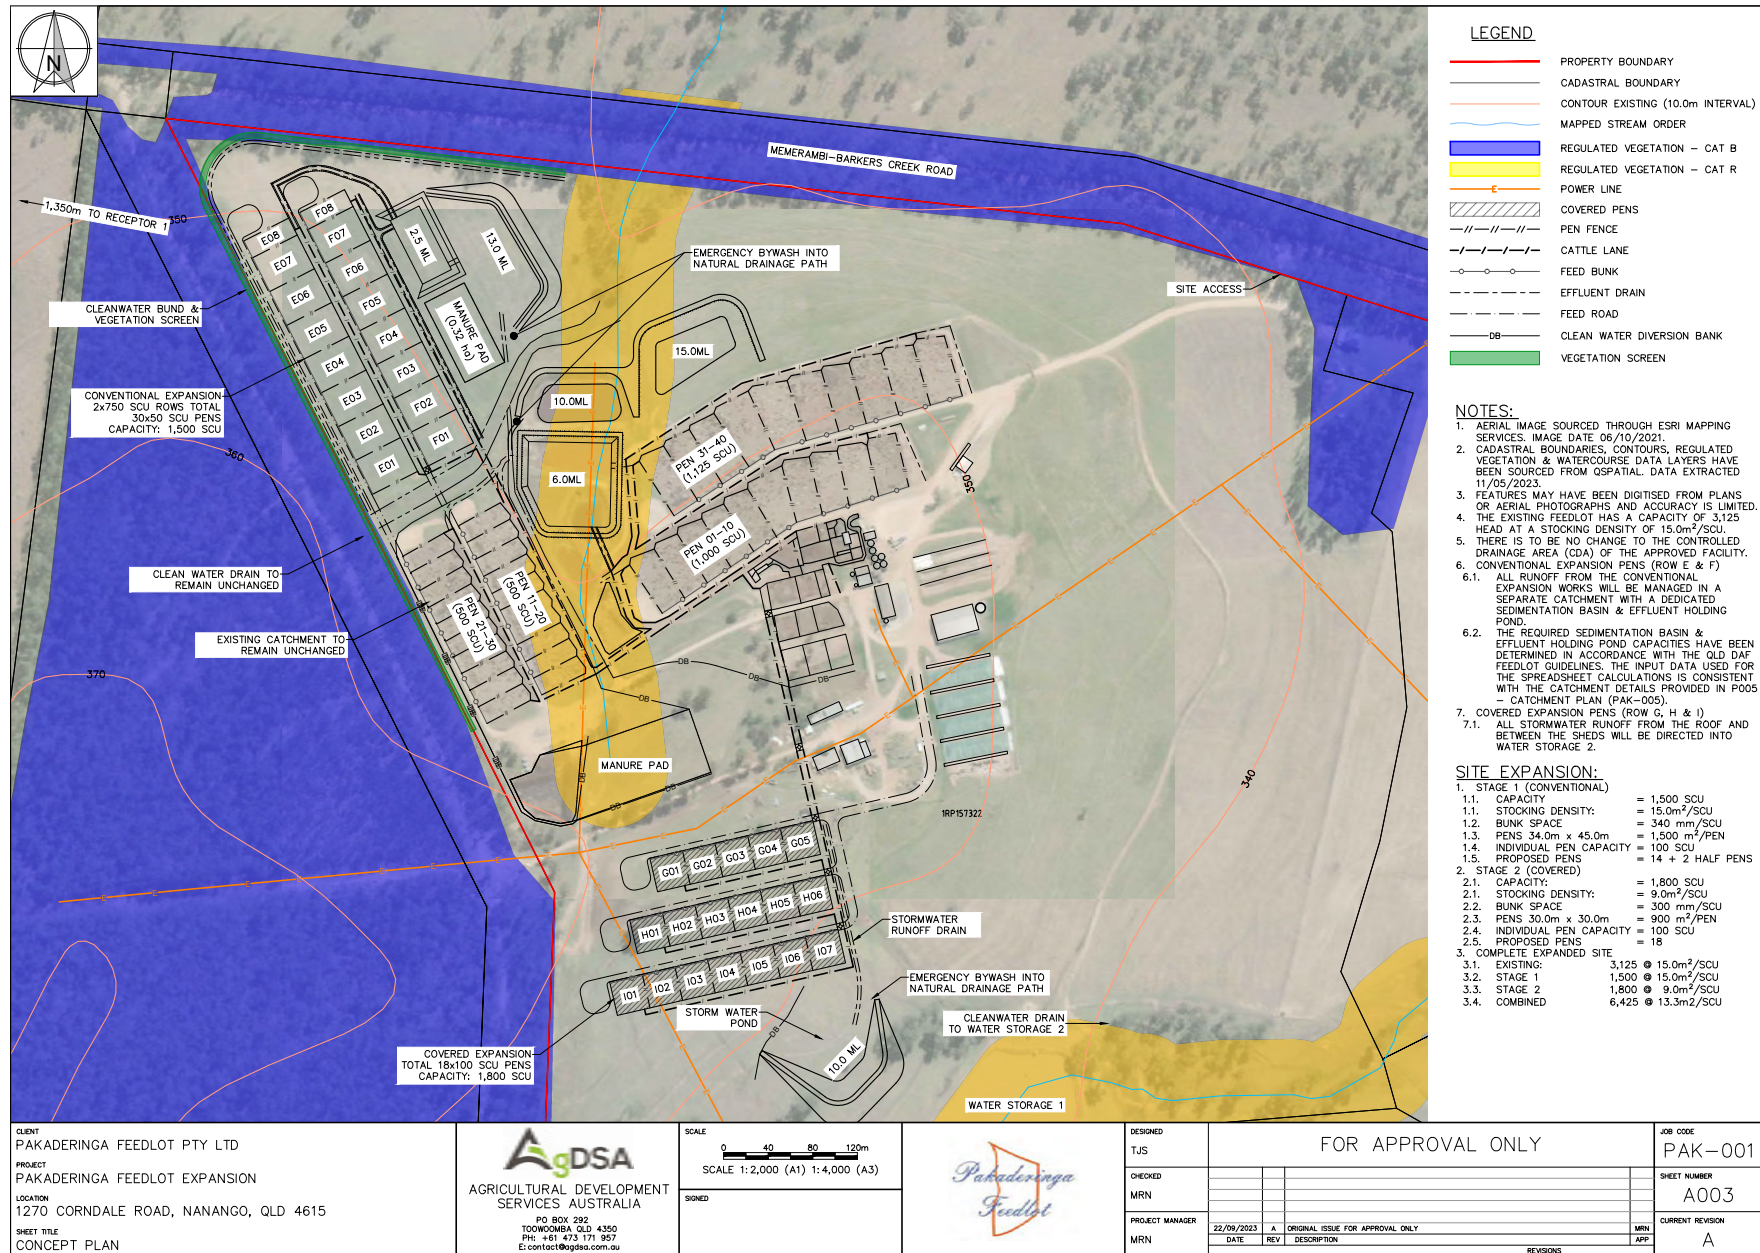 N
MEMERAMBI-BARKERS CREEK ROAD
1,350m TO RECEPTOR 1
350
F08
F07
F06
F05
F04
F03
F02
F01
E08
E07
E06
E05
E04
E03
E02
E01
2.5 ML
13.0 ML
MANURE PAD
(0.32 ha)
EMERGENCY BYWASH INTO
NATURAL DRAINAGE PATH
SITE ACCESS
CLEANWATER BUND &
VEGETATION SCREEN
CONVENTIONAL EXPANSION
2x750 SCU ROWS TOTAL
30x50 SCU PENS
CAPACITY: 1,500 SCU
15.0ML
10.0ML
6.0ML
360
PEN 31-40
(1,125 SCU)
350
PEN 01-10
(1,000 SCU)
CLEAN WATER DRAIN TO
REMAIN UNCHANGED
PEN 11-20
(500 SCU)
PEN 21-30
(500 SCU)
EXISTING CATCHMENT TO
REMAIN UNCHANGED
370
DB
DB
DB
DB
DB
DB
DB
DB
DB
MANURE PAD
340
1RP157322
G01
G02
G03
G04
G05
H01
H02
H03
H04
H05
H06
I01
I02
I03
I04
I05
I06
I07
STORMWATER
RUNOFF DRAIN
EMERGENCY BYWASH INTO
NATURAL DRAINAGE PATH
STORM WATER
POND
DB
10.0 ML
CLEANWATER DRAIN
TO WATER STORAGE 2
COVERED EXPANSION
TOTAL 18x100 SCU PENS
CAPACITY: 1,800 SCU
WATER STORAGE 1
LEGEND
PROPERTY BOUNDARY
CADASTRAL BOUNDARY
CONTOUR EXISTING (10.0m INTERVAL)
MAPPED STREAM ORDER
REGULATED VEGETATION - CAT B
REGULATED VEGETATION - CAT R
E POWER LINE
COVERED PENS
PEN FENCE
CATTLE LANE
FEED BUNK
EFFLUENT DRAIN
FEED ROAD
DB CLEAN WATER DIVERSION BANK
VEGETATION SCREEN
NOTES:
1. AERIAL IMAGE SOURCED THROUGH ESRI MAPPING
SERVICES. IMAGE DATE 06/10/2021.
2. CADASTRAL BOUNDARIES, CONTOURS, REGULATED
VEGETATION & WATERCOURSE DATA LAYERS HAVE
BEEN SOURCED FROM QSPATIAL. DATA EXTRACTED
11/05/2023.
3. FEATURES MAY HAVE BEEN DIGITISED FROM PLANS
OR AERIAL PHOTOGRAPHS AND ACCURACY IS LIMITED.
4. THE EXISTING FEEDLOT HAS A CAPACITY OF 3,125
HEAD AT A STOCKING DENSITY OF 15.0m²/SCU.
5. THERE IS TO BE NO CHANGE TO THE CONTROLLED
DRAINAGE AREA (CDA) OF THE APPROVED FACILITY.
6. CONVENTIONAL EXPANSION PENS (ROW E & F)
6.1. ALL RUNOFF FROM THE CONVENTIONAL
EXPANSION WORKS WILL BE MANAGED IN A
SEPARATE CATCHMENT WITH A DEDICATED
SEDIMENTATION BASIN & EFFLUENT HOLDING
POND.
6.2. THE REQUIRED SEDIMENTATION BASIN &
EFFLUENT HOLDING POND CAPACITIES HAVE BEEN
DETERMINED IN ACCORDANCE WITH THE QLD DAF
FEEDLOT GUIDELINES. THE INPUT DATA USED FOR
THE SPREADSHEET CALCULATIONS IS CONSISTENT
WITH THE CATCHMENT DETAILS PROVIDED IN P005
- CATCHMENT PLAN (PAK-005).
7. COVERED EXPANSION PENS (ROW G, H & I)
7.1. ALL STORMWATER RUNOFF FROM THE ROOF AND
BETWEEN THE SHEDS WILL BE DIRECTED INTO
WATER STORAGE 2.
SITE EXPANSION:
1. STAGE 1 (CONVENTIONAL)
1.1. CAPACITY = 1,500 SCU
1.1. STOCKING DENSITY: = 15.0m²/SCU
1.2. BUNK SPACE = 340 mm/SCU
1.3. PENS 34.0m x 45.0m = 1,500 m²/PEN
1.4. INDIVIDUAL PEN CAPACITY = 100 SCU
1.5. PROPOSED PENS = 14 + 2 HALF PENS
2. STAGE 2 (COVERED)
2.1. CAPACITY: = 1,800 SCU
2.1. STOCKING DENSITY: = 9.0m²/SCU
2.2. BUNK SPACE = 300 mm/SCU
2.3. PENS 30.0m x 30.0m = 900 m²/PEN
2.4. INDIVIDUAL PEN CAPACITY = 100 SCU
2.5. PROPOSED PENS = 18
3. COMPLETE EXPANDED SITE
3.1. EXISTING: 3,125 @ 15.0m²/SCU
3.2. STAGE 1 1,500 @ 15.0m²/SCU
3.3. STAGE 2 1,800 @ 9.0m²/SCU
3.4. COMBINED 6,425 @ 13.3m2/SCU
CLIENT
PAKADERINGA FEEDLOT PTY LTD
PROJECT
PAKADERINGA FEEDLOT EXPANSION
LOCATION
1270 CORNDALE ROAD, NANANGO, QLD 4615
SHEET TITLE
CONCEPT PLAN
AgDSA
AGRICULTURAL DEVELOPMENT
SERVICES AUSTRALIA
PO BOX 292
TOOWOOMBA QLD 4350
PH: +61 473 171 957
E: contact@agdsa.com.au
SCALE
0 40 80 120m
SCALE 1:2,000 (A1) 1:4,000 (A3)
SIGNED
Pakaderinga
Feedlot
DESIGNED
TJS
CHECKED
MRN
PROJECT MANAGER
MRN
FOR APPROVAL ONLY
22/09/2023 A ORIGINAL ISSUE FOR APPROVAL ONLY MRN
DATE REV DESCRIPTION APP
REVISIONS
JOB CODE
PAK-001
SHEET NUMBER
A003
CURRENT REVISION
A